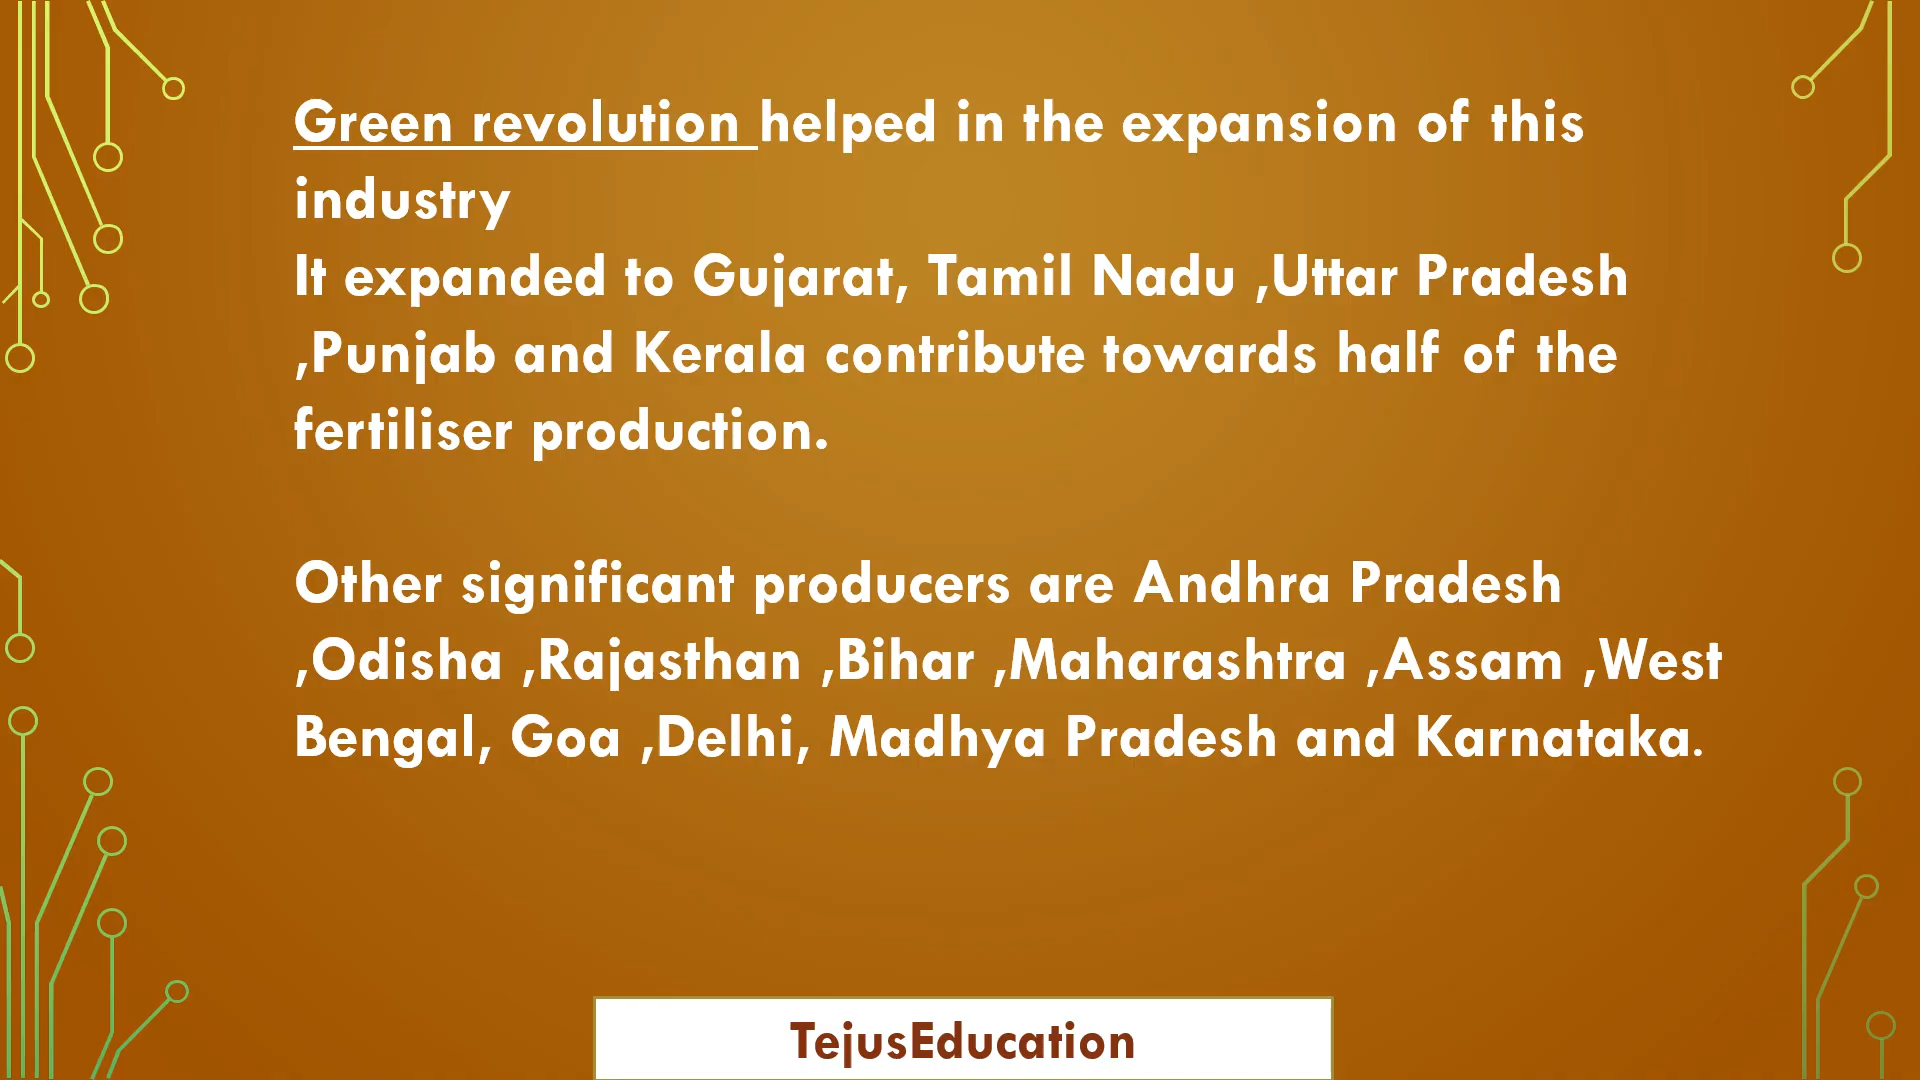 Green revolution helped in the expansion of this
industry
It expanded to Gujarat, Tamil Nadu ,Uttar Pradesh
,Punjab and Kerala contribute towards half of the
fertiliser production.
Other significant producers are Andhra Pradesh
,Odisha ,Rajasthan ,Bihar ,Maharashtra ,Assam ,West
Bengal, Goa ,Delhi, Madhya Pradesh and Karnataka.
TejusEducation